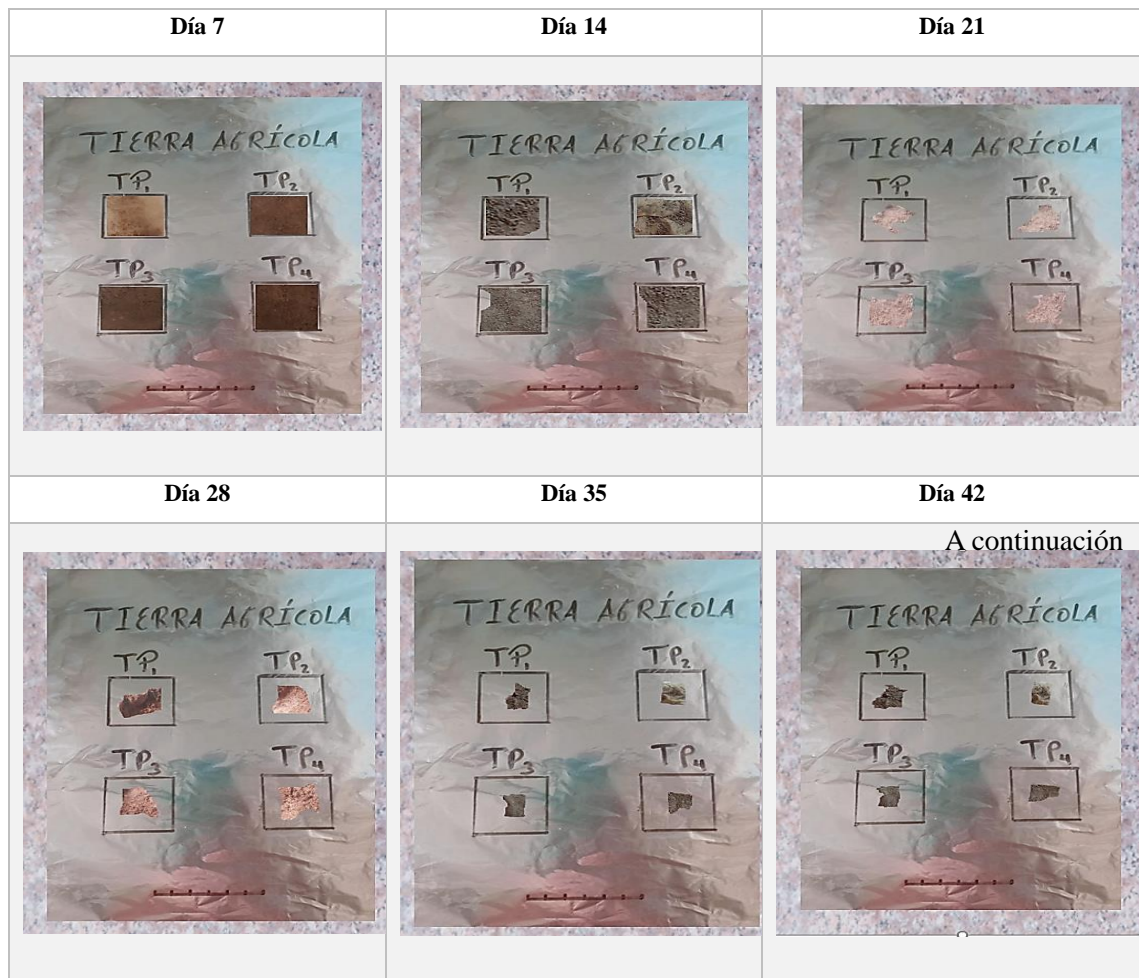 Día 7
Día 14
Día 21
TIERRA AGRÍCOLA
TP₁ TP₂
TP₃ TP₄
TIERRA AGRÍCOLA
TP₁ TP₂
TP₃ TP₄
TIERRA AGRÍCOLA
TP₁ TP₂
TP₃ TP₄
Día 28
Día 35
Día 42
A continuación
TIERRA AGRÍCOLA
TP₁ TP₂
TP₃ TP₄
TIERRA AGRÍCOLA
TP₁ TP₂
TP₃ TP₄
TIERRA AGRÍCOLA
TP₁ TP₂
TP₃ TP₄